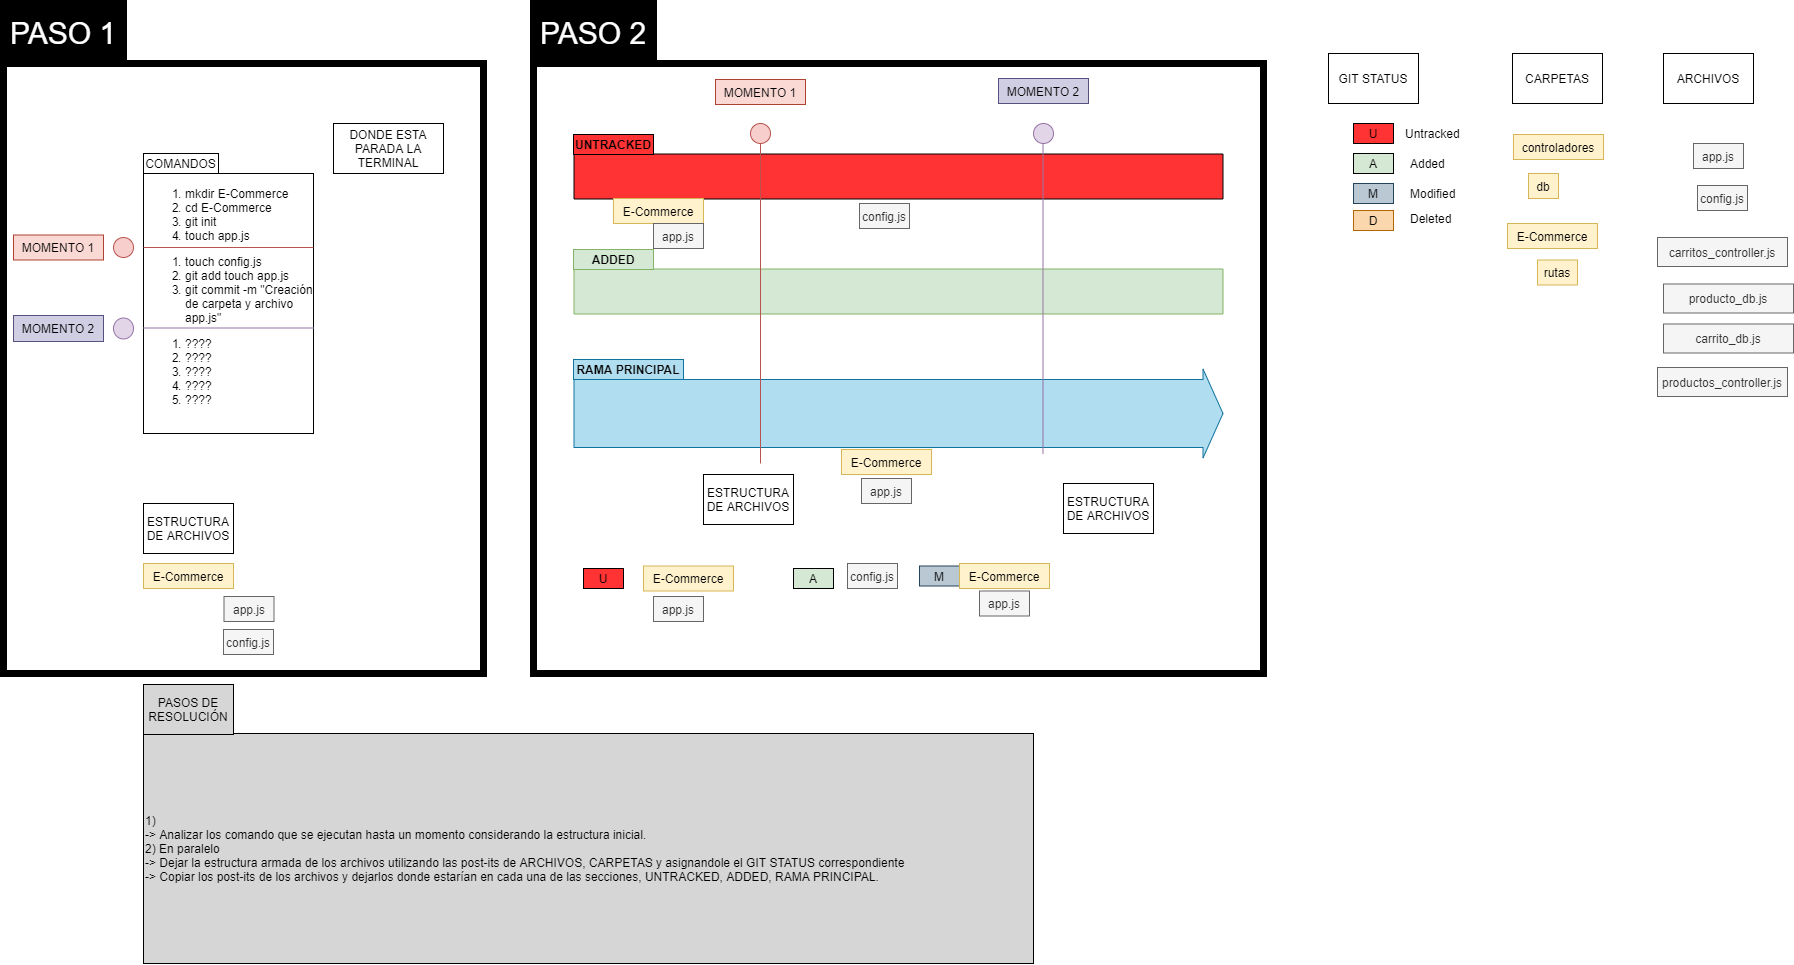 PASO 1
COMANDOS
DONDE ESTA
PARADA LA
TERMINAL
1. mkdir E-Commerce
2. cd E-Commerce
3. git init
4. touch app.js
MOMENTO 1
1. touch config.js
2. git add touch app.js
3. git commit -m "Creación
de carpeta y archivo
app.js"
MOMENTO 2
1. ????
2. ????
3. ????
4. ????
5. ????
ESTRUCTURA
DE ARCHIVOS
E-Commerce
app.js
config.js
PASO 2
MOMENTO 1
MOMENTO 2
UNTRACKED
E-Commerce
app.js
config.js
ADDED
RAMA PRINCIPAL
E-Commerce
app.js
ESTRUCTURA
DE ARCHIVOS
ESTRUCTURA
DE ARCHIVOS
U
E-Commerce
app.js
A
config.js
M
E-Commerce
app.js
GIT STATUS
U Untracked
A Added
M Modified
D Deleted
CARPETAS
controladores
db
E-Commerce
rutas
ARCHIVOS
app.js
config.js
carritos_controller.js
producto_db.js
carrito_db.js
productos_controller.js
PASOS DE
RESOLUCIÓN
1)
-> Analizar los comando que se ejecutan hasta un momento considerando la estructura inicial.
2) En paralelo
-> Dejar la estructura armada de los archivos utilizando las post-its de ARCHIVOS, CARPETAS y asignandole el GIT STATUS correspondiente
-> Copiar los post-its de los archivos y dejarlos donde estarían en cada una de las secciones, UNTRACKED, ADDED, RAMA PRINCIPAL.